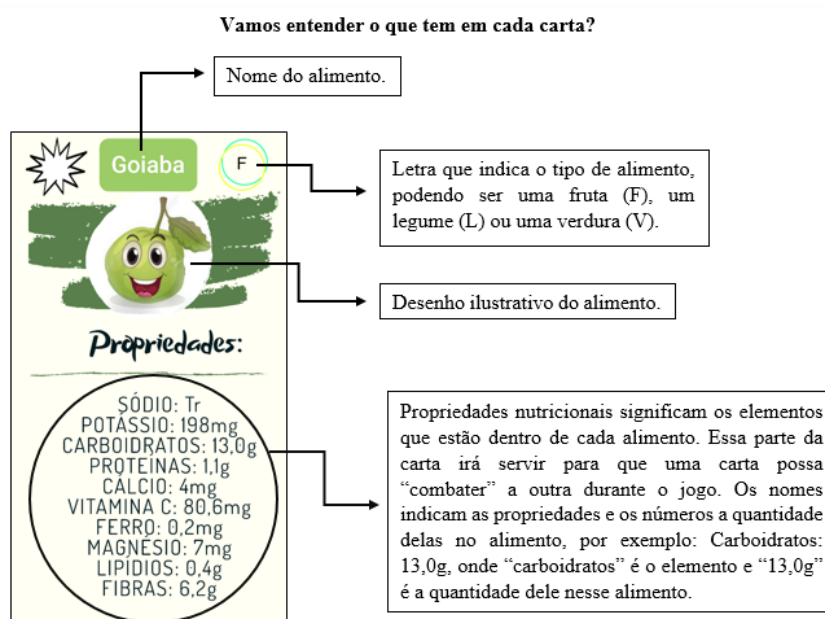 Vamos entender o que tem em cada carta?
Nome do alimento.
Goiaba
F
Letra que indica o tipo de alimento,
podendo ser uma fruta (F), um
legume (L) ou uma verdura (V).
Desenho ilustrativo do alimento.
Propriedades:
SÓDIO: Tr
POTÁSSIO: 198mg
CARBOIDRATOS: 13,0g
PROTEÍNAS: 1,1g
CÁLCIO: 4mg
VITAMINA C: 80,6mg
FERRO: 0,2mg
MAGNÉSIO: 7mg
LIPÍDIOS: 0,4g
FIBRAS: 6,2g
Propriedades nutricionais significam os elementos
que estão dentro de cada alimento. Essa parte da
carta irá servir para que uma carta possa
“combater” a outra durante o jogo. Os nomes
indicam as propriedades e os números a quantidade
delas no alimento, por exemplo: Carboidratos:
13,0g, onde “carboidratos” é o elemento e “13,0g”
é a quantidade dele nesse alimento.